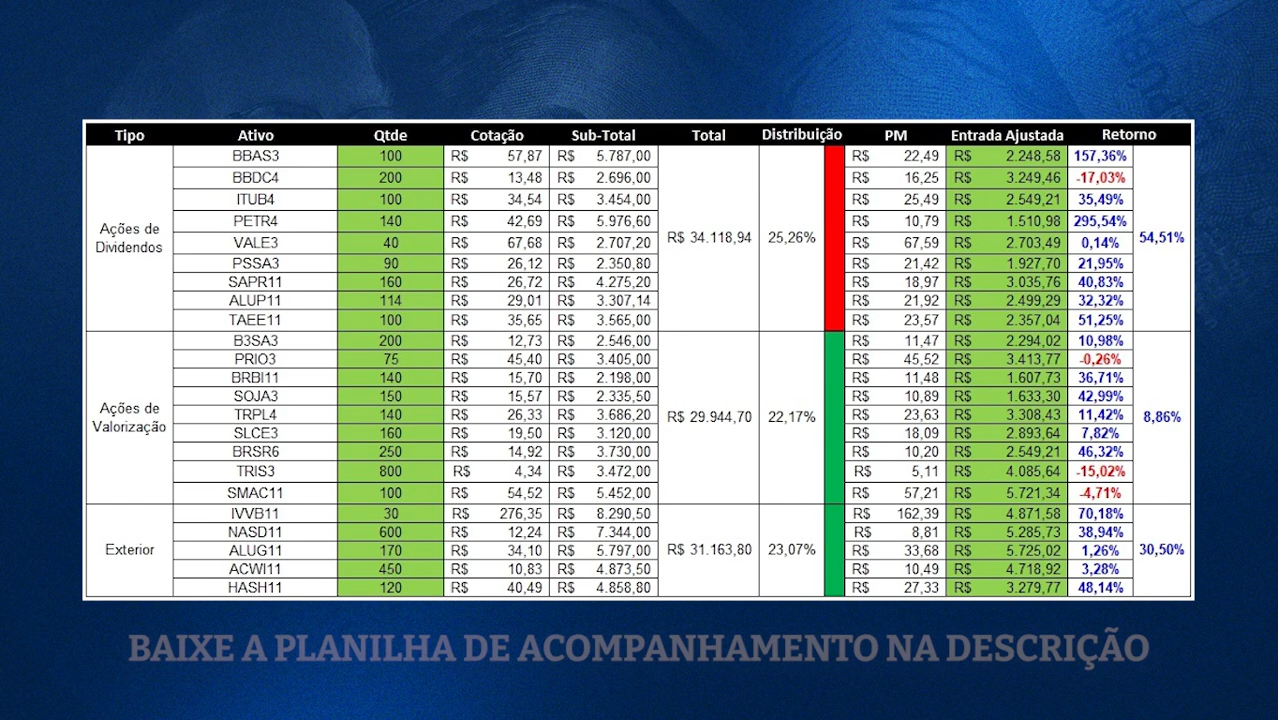 Tipo Ativo Qtde Cotação Sub-Total Total Distribuição PM Entrada Ajustada Retorno
BBAS3 100 R$ 57,87 R$ 5.787,00 R$ 22,49 R$ 2.248,58 157,36%
BBDC4 200 R$ 13,48 R$ 2.696,00 R$ 16,25 R$ 3.249,46 -17,03%
ITUB4 100 R$ 34,54 R$ 3.454,00 R$ 25,49 R$ 2.549,21 35,49%
PETR4 140 R$ 42,69 R$ 5.976,60 R$ 10,79 R$ 1.510,98 295,54%
Ações de Dividendos R$ 34.118,94 25,26% 54,51%
VALE3 40 R$ 67,68 R$ 2.707,20 R$ 67,59 R$ 2.703,49 0,14%
PSSA3 90 R$ 26,12 R$ 2.350,80 R$ 21,42 R$ 1.927,70 21,95%
SAPR11 160 R$ 26,72 R$ 4.275,20 R$ 18,97 R$ 3.035,76 40,83%
ALUP11 114 R$ 29,01 R$ 3.307,14 R$ 21,92 R$ 2.499,29 32,32%
TAEE11 100 R$ 35,65 R$ 3.565,00 R$ 23,57 R$ 2.357,04 51,25%
B3SA3 200 R$ 12,73 R$ 2.546,00 R$ 11,47 R$ 2.294,02 10,98%
PRIO3 75 R$ 45,40 R$ 3.405,00 R$ 45,52 R$ 3.413,77 -0,26%
BRBI11 140 R$ 15,70 R$ 2.198,00 R$ 11,48 R$ 1.607,73 36,71%
SOJA3 150 R$ 15,57 R$ 2.335,50 R$ 10,89 R$ 1.633,30 42,99%
Ações de Valorização R$ 29.944,70 22,17% 8,86%
TRPL4 140 R$ 26,33 R$ 3.686,20 R$ 23,63 R$ 3.308,43 11,42%
SLCE3 160 R$ 19,50 R$ 3.120,00 R$ 18,09 R$ 2.893,64 7,82%
BRSR6 250 R$ 14,92 R$ 3.730,00 R$ 10,20 R$ 2.549,21 46,32%
TRIS3 800 R$ 4,34 R$ 3.472,00 R$ 5,11 R$ 4.085,64 -15,02%
SMAC11 100 R$ 54,52 R$ 5.452,00 R$ 57,21 R$ 5.721,34 -4,71%
IVVB11 30 R$ 276,35 R$ 8.290,50 R$ 162,39 R$ 4.871,58 70,18%
NASD11 600 R$ 12,24 R$ 7.344,00 R$ 8,81 R$ 5.285,73 38,94%
Exterior R$ 31.163,80 23,07% 30,50%
ALUG11 170 R$ 34,10 R$ 5.797,00 R$ 33,68 R$ 5.725,02 1,26%
ACWI11 450 R$ 10,83 R$ 4.873,50 R$ 10,49 R$ 4.718,92 3,28%
HASH11 120 R$ 40,49 R$ 4.858,80 R$ 27,33 R$ 3.279,77 48,14%
BAIXE A PLANILHA DE ACOMPANHAMENTO NA DESCRIÇÃO